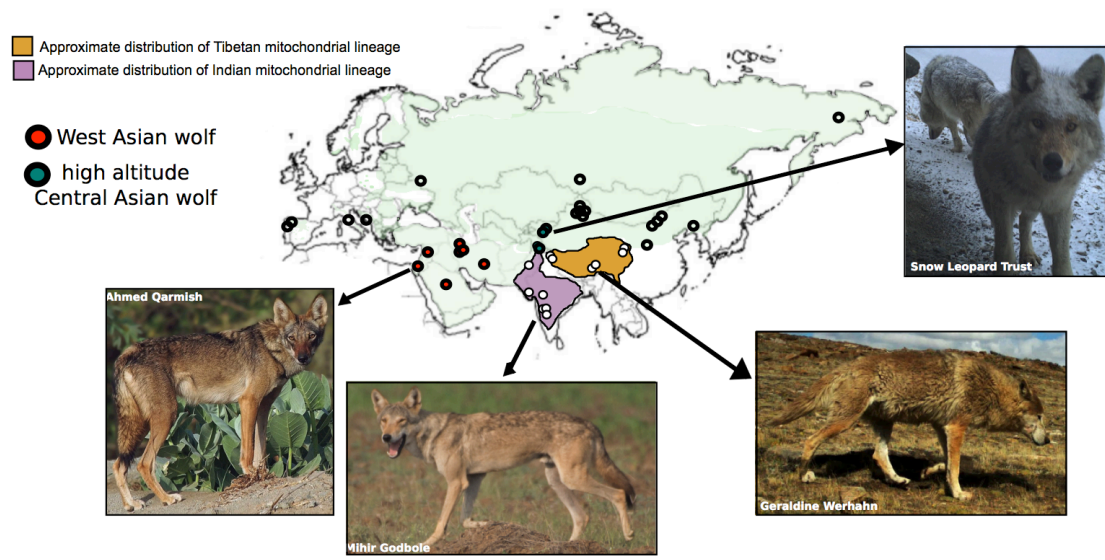 Approximate distribution of Tibetan mitochondrial lineage
Approximate distribution of Indian mitochondrial lineage
West Asian wolf
high altitude
Central Asian wolf
Snow Leopard Trust
Ahmed Qarmish
Mihir Godbole
Geraldine Werhahn